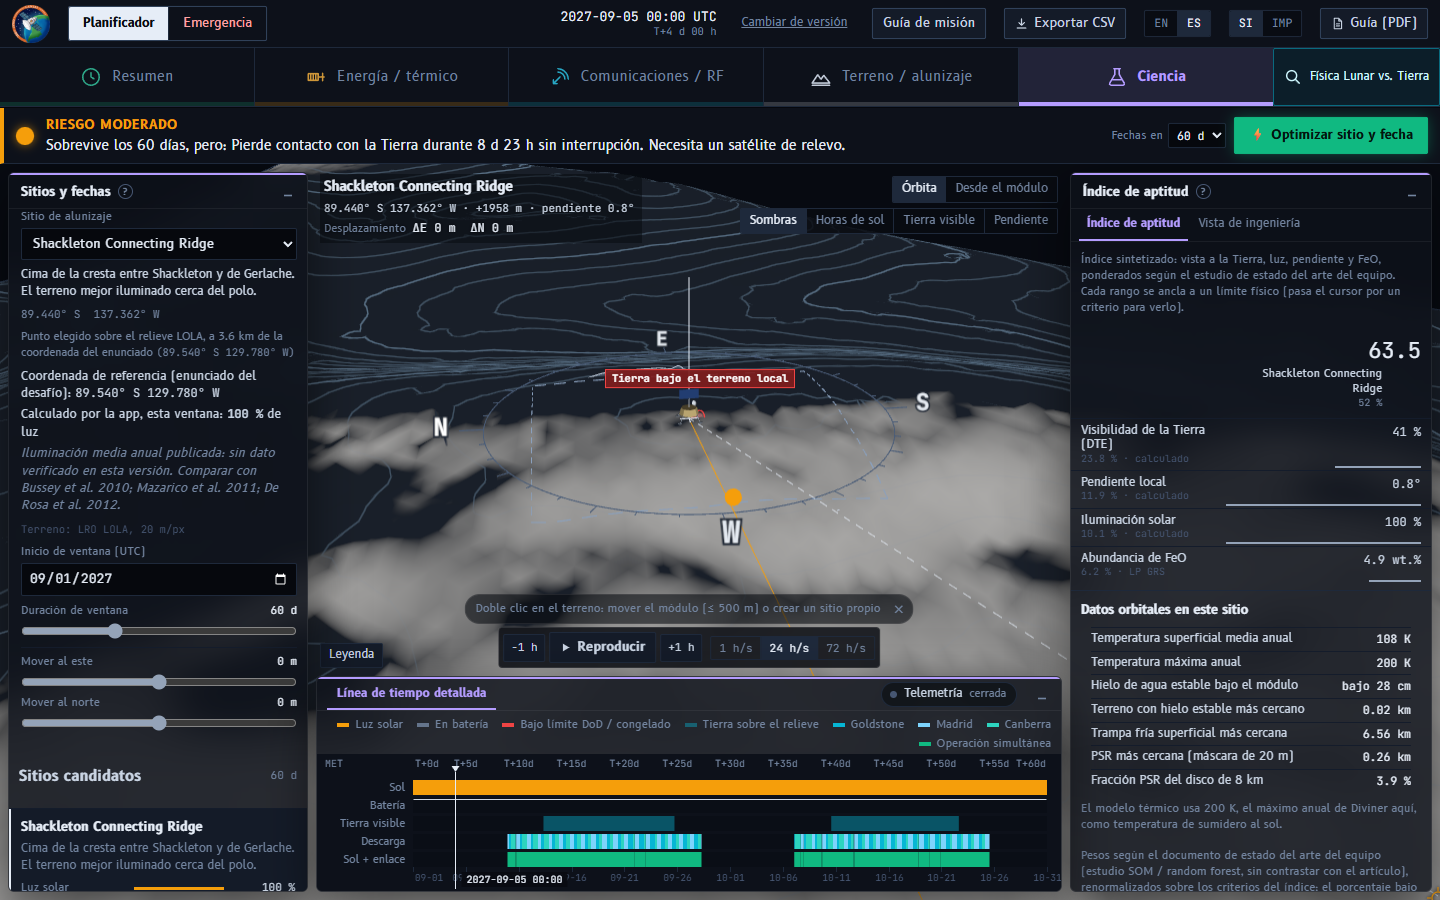 Planificador
Emergencia
2027-09-05 00:00 UTC
T+4 d 00 h
Cambiar de versión
Guía de misión
Exportar CSV
EN
ES
SI
IMP
Guía (PDF)
Resumen
Energía / térmico
Comunicaciones / RF
Terreno / alunizaje
Ciencia
Física Lunar vs. Tierra
RIESGO MODERADO
Sobrevive los 60 días, pero: Pierde contacto con la Tierra durante 8 d 23 h sin interrupción. Necesita un satélite de relevo.
Fechas en
60 d
Optimizar sitio y fecha
Sitios y fechas
?
Sitio de alunizaje
Shackleton Connecting Ridge
Cima de la cresta entre Shackleton y de Gerlache.
El terreno mejor iluminado cerca del polo.
89.440° S 137.362° W
Punto elegido sobre el relieve LOLA, a 3.6 km de la
coordenada del enunciado (89.540° S 129.780° W)
Coordenada de referencia (enunciado del
desafío): 89.540° S 129.780° W
Calculado por la app, esta ventana: 100 % de
luz
Iluminación media anual publicada: sin dato
verificado en esta versión. Comparar con
Bussey et al. 2010; Mazarico et al. 2011; De
Rosa et al. 2012.
Terreno: LRO LOLA, 20 m/px
Inicio de ventana (UTC)
09/01/2027
Duración de ventana
60 d
Mover al este
0 m
Mover al norte
0 m
Sitios candidatos
60 d
Shackleton Connecting Ridge
Cima de la cresta entre Shackleton y de Gerlache.
El terreno mejor iluminado cerca del polo.
Luz solar
100 %
Shackleton Connecting Ridge
89.440° S 137.362° W · +1958 m · pendiente 0.8°
Desplazamiento ΔE 0 m ΔN 0 m
Órbita
Desde el módulo
Sombras
Horas de sol
Tierra visible
Pendiente
E
Tierra bajo el terreno local
N
S
W
Doble clic en el terreno: mover el módulo (≤ 500 m) o crear un sitio propio
Leyenda
-1 h
Reproducir
+1 h
1 h/s
24 h/s
72 h/s
Línea de tiempo detallada
Telemetría cerrada
Luz solar
En batería
Bajo límite DoD / congelado
Tierra sobre el relieve
Goldstone
Madrid
Canberra
Operación simultánea
MET
T+0d
T+5d
T+10d
T+15d
T+20d
T+25d
T+30d
T+35d
T+40d
T+45d
T+50d
T+55d
T+60d
Sol
Batería
Tierra visible
Descarga
Sol + enlace
09-01
2027-09-05 00:00
09-21
09-26
10-01
10-06
10-11
10-16
10-21
10-26
10-31
Índice de aptitud
?
Índice de aptitud
Vista de ingeniería
Índice sintetizado: vista a la Tierra, luz, pendiente y FeO,
ponderados según el estudio de estado del arte del equipo.
Cada rango se ancla a un límite físico (pasa el cursor por un
criterio para verlo).
63.5
Shackleton Connecting
Ridge
52 %
Visibilidad de la Tierra
(DTE)
41 %
23.8 % · calculado
Pendiente local
0.8°
11.9 % · calculado
Iluminación solar
100 %
10.1 % · calculado
Abundancia de FeO
4.9 wt.%
6.2 % · LP GRS
Datos orbitales en este sitio
Temperatura superficial media anual
108 K
Temperatura máxima anual
200 K
Hielo de agua estable bajo el módulo
bajo 28 cm
Terreno con hielo estable más cercano
0.02 km
Trampa fría superficial más cercana
6.56 km
PSR más cercana (máscara de 20 m)
0.26 km
Fracción PSR del disco de 8 km
3.9 %
El modelo térmico usa 200 K, el máximo anual de Diviner aquí,
como temperatura de sumidero al sol.
Pesos según el documento de estado del arte del equipo
(estudio SOM / random forest, sin contrastar con el artículo),
renormalizados sobre los criterios del índice: el porcentaje bajo